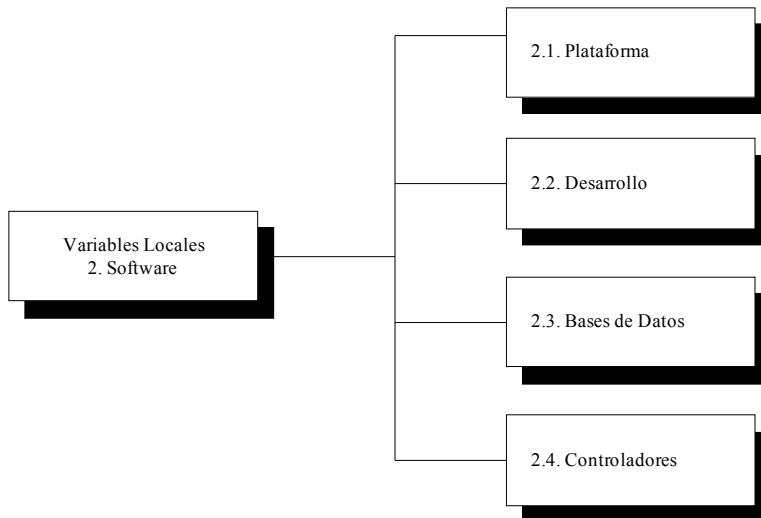 2.1. Plataforma
2.2. Desarrollo
Variables Locales
2. Software
2.3. Bases de Datos
2.4. Controladores